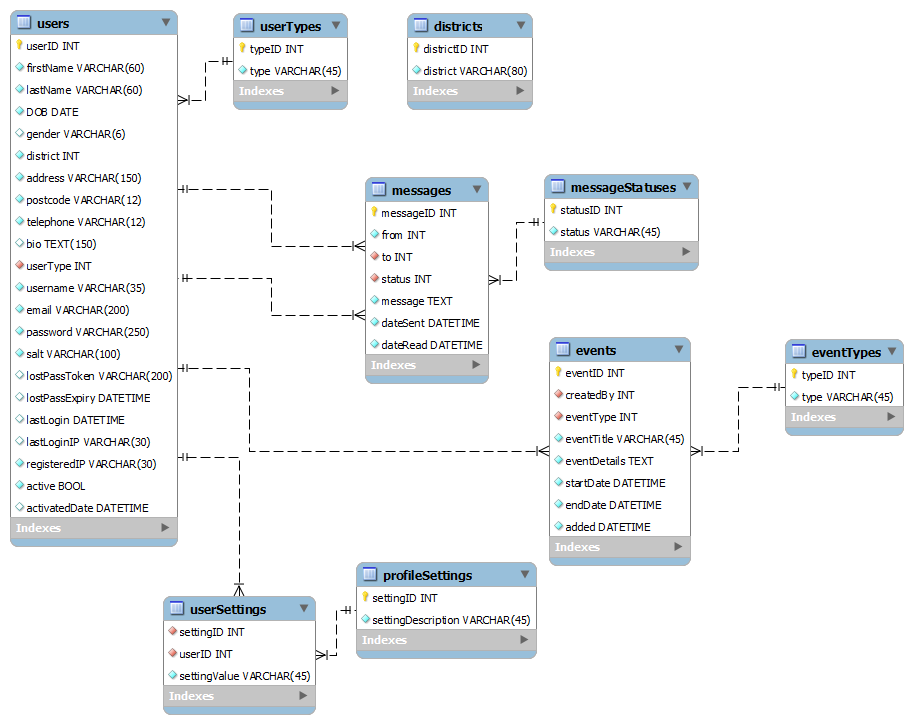 users
userID INT
firstName VARCHAR(60)
lastName VARCHAR(60)
DOB DATE
gender VARCHAR(6)
district INT
address VARCHAR(150)
postcode VARCHAR(12)
telephone VARCHAR(12)
bio TEXT(150)
userType INT
username VARCHAR(35)
email VARCHAR(200)
password VARCHAR(250)
salt VARCHAR(100)
lostPassToken VARCHAR(200)
lostPassExpiry DATETIME
lastLogin DATETIME
lastLoginIP VARCHAR(30)
registeredIP VARCHAR(30)
active BOOL
activatedDate DATETIME
Indexes
userTypes
typeID INT
type VARCHAR(45)
Indexes
districts
districtID INT
district VARCHAR(80)
Indexes
messages
messageID INT
from INT
to INT
status INT
message TEXT
dateSent DATETIME
dateRead DATETIME
Indexes
messageStatuses
statusID INT
status VARCHAR(45)
Indexes
events
eventID INT
createdBy INT
eventType INT
eventTitle VARCHAR(45)
eventDetails TEXT
startDate DATETIME
endDate DATETIME
added DATETIME
Indexes
eventTypes
typeID INT
type VARCHAR(45)
Indexes
userSettings
settingID INT
userID INT
settingValue VARCHAR(45)
Indexes
profileSettings
settingID INT
settingDescription VARCHAR(45)
Indexes